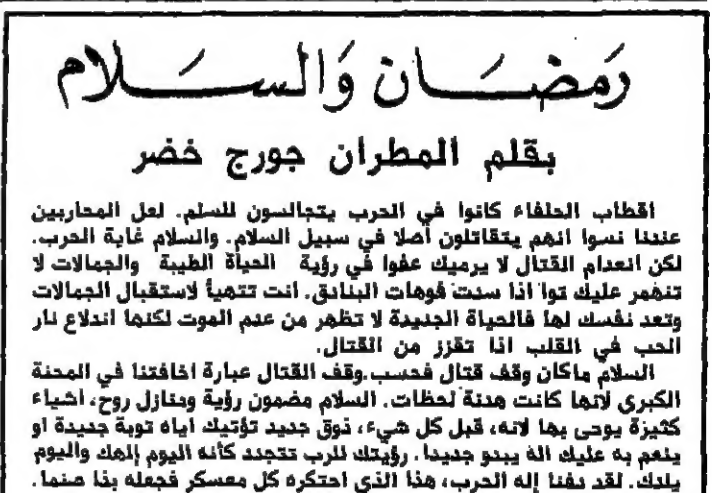 رَمضَان وَالسَلام
بقلم المطران جورج خضر
اقطاب الحلفاء كانوا في الحرب يتجالسون للسلم. لعل المحاربين
عندنا نسوا انهم يتقاتلون أصلا في سبيل السلام. والسلام غاية الحرب.
لكن انعدام القتال لا يرميك عفوا في رؤية الحياة الطيبة والجمالات لا
تنهمر عليك توا اذا سدت فوهات البنادق. انت تتهيأ لاستقبال الجمالات
وتعد نفسك لها فالحياة الجديدة لا تظهر من عدم الموت لكنها اندلاع نار
الحب في القلب اذا تقزز من القتال.
السلام ماكان وقف قتال فحسب. وقف القتال عبارة اخافتنا في المحنة
الكبرى لانها كانت هدنة لحظات. السلام مضمون رؤية ومنازل روح، اشياء
كثيرة يوحى بها لانه، قبل كل شيء، ذوق جديد تؤتيك اياه توبة جديدة او
ينعم به عليك اله يبدو جديدا. رؤيتك للرب تتجدد كأنه اليوم إلهك واليوم
يلدك. لقد دفنا إله الحرب، هذا الذي احتكره كل معسكر فجعله بذا صنما.